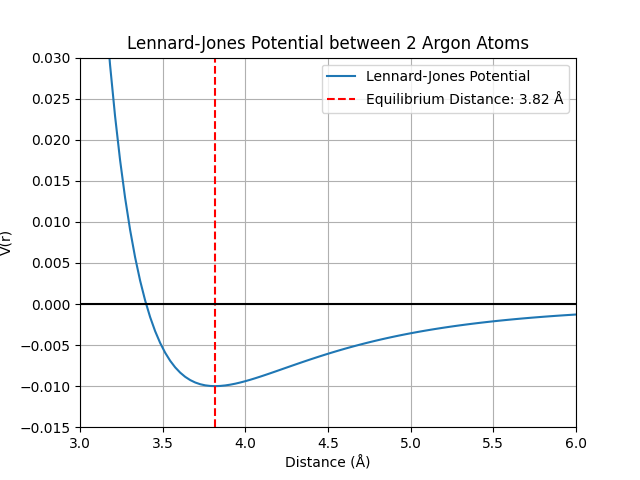 Lennard-Jones Potential between 2 Argon Atoms
0.030
0.025
0.020
0.015
0.010
0.005
0.000
−0.005
−0.010
−0.015
V(r)
Lennard-Jones Potential
Equilibrium Distance: 3.82 Å
3.0 3.5 4.0 4.5 5.0 5.5 6.0
Distance (Å)